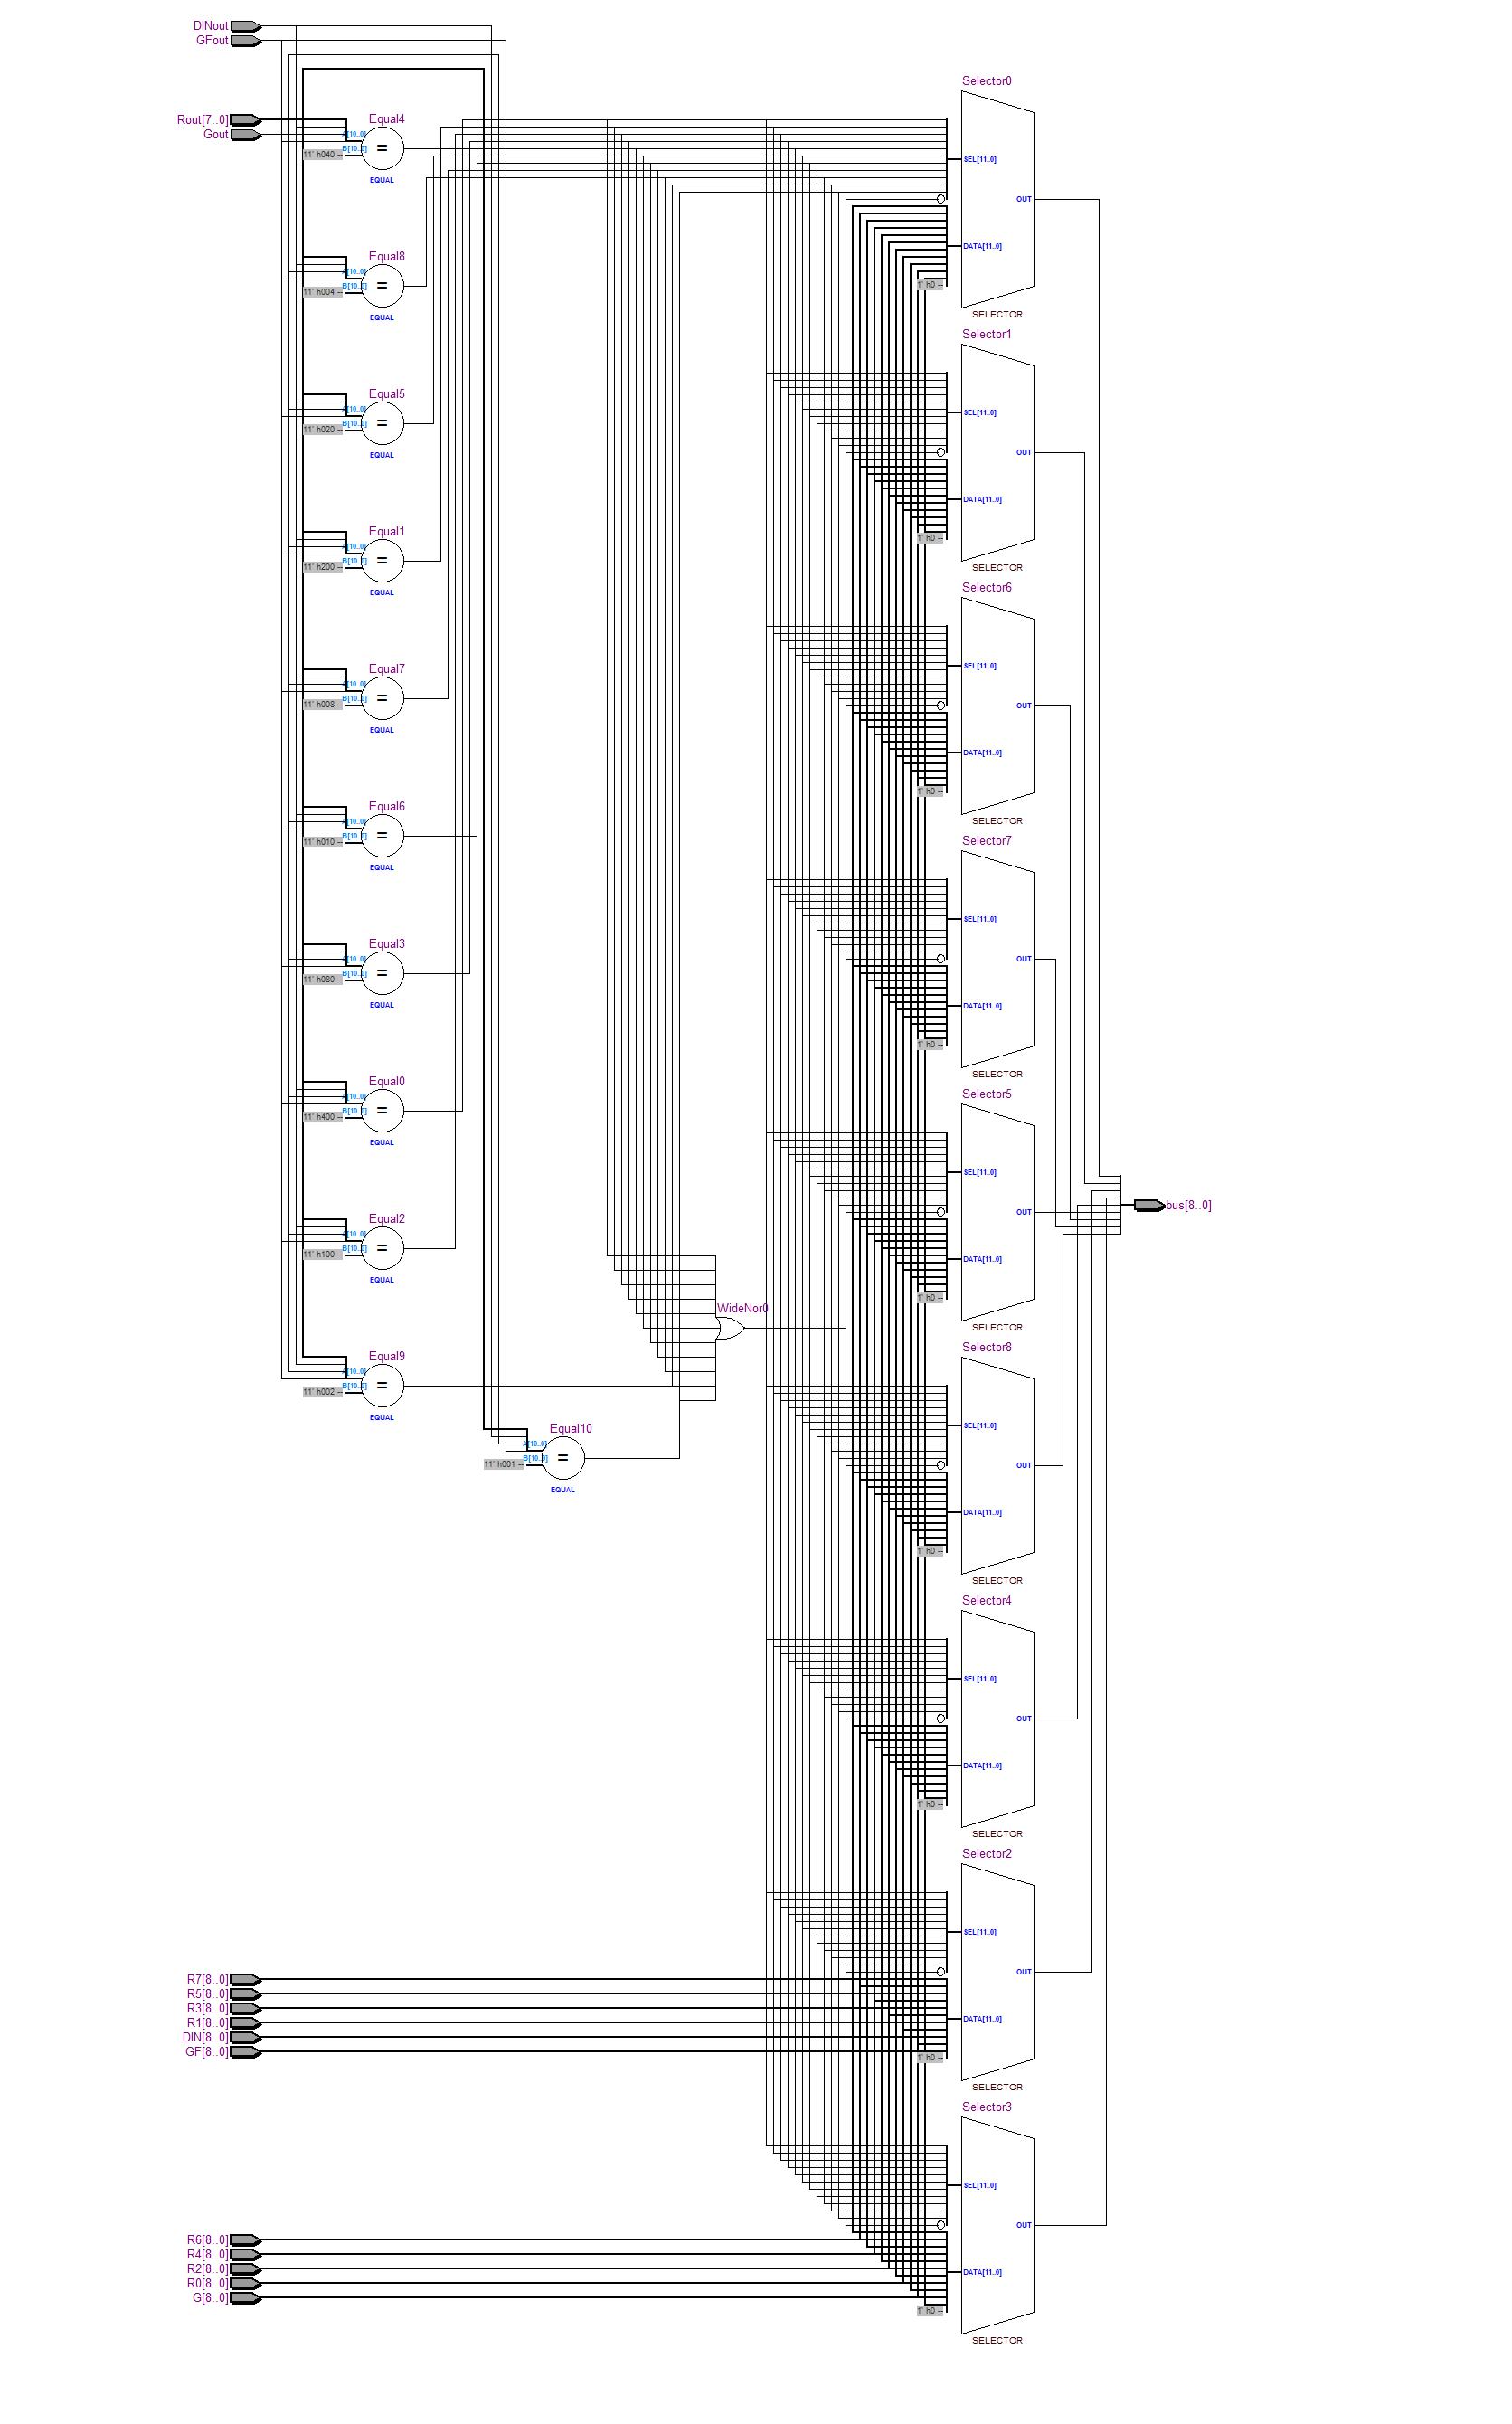 DINout
GFout
Rout[7..0]
Gout
Equal4
A[10..0]
B[10..0]
11' h040 --
=
EQUAL
Equal8
A[10..0]
B[10..0]
11' h004 --
=
EQUAL
Equal5
A[10..0]
B[10..0]
11' h020 --
=
EQUAL
Equal1
A[10..0]
B[10..0]
11' h200 --
=
EQUAL
Equal7
A[10..0]
B[10..0]
11' h008 --
=
EQUAL
Equal6
A[10..0]
B[10..0]
11' h010 --
=
EQUAL
Equal3
A[10..0]
B[10..0]
11' h080 --
=
EQUAL
Equal0
A[10..0]
B[10..0]
11' h400 --
=
EQUAL
Equal2
A[10..0]
B[10..0]
11' h100 --
=
EQUAL
Equal9
A[10..0]
B[10..0]
11' h002 --
=
EQUAL
Equal10
A[10..0]
B[10..0]
11' h001 --
=
EQUAL
WideNor0
Selector0
SEL[11..0]
OUT
DATA[11..0]
1' h0 --
SELECTOR
Selector1
SEL[11..0]
OUT
DATA[11..0]
1' h0 --
SELECTOR
Selector6
SEL[11..0]
OUT
DATA[11..0]
1' h0 --
SELECTOR
Selector7
SEL[11..0]
OUT
DATA[11..0]
1' h0 --
SELECTOR
Selector5
SEL[11..0]
OUT
DATA[11..0]
1' h0 --
SELECTOR
bus[8..0]
Selector8
SEL[11..0]
OUT
DATA[11..0]
1' h0 --
SELECTOR
Selector4
SEL[11..0]
OUT
DATA[11..0]
1' h0 --
SELECTOR
Selector2
SEL[11..0]
OUT
DATA[11..0]
1' h0 --
SELECTOR
R7[8..0]
R5[8..0]
R3[8..0]
R1[8..0]
DIN[8..0]
GF[8..0]
Selector3
SEL[11..0]
OUT
DATA[11..0]
1' h0 --
SELECTOR
R6[8..0]
R4[8..0]
R2[8..0]
R0[8..0]
G[8..0]